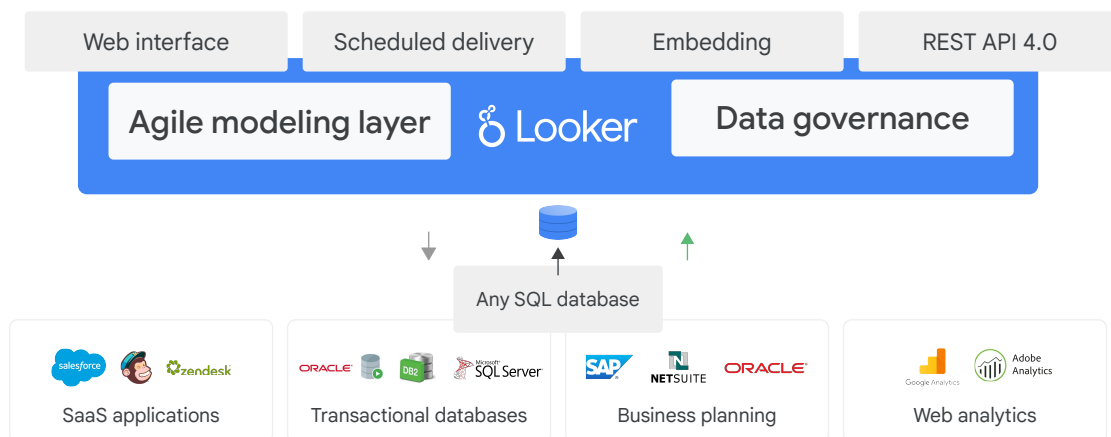 Web interface
Scheduled delivery
Embedding
REST API 4.0
Agile modeling layer
Looker
Data governance
Any SQL database
salesforce
zendesk
ORACLE
DB2
Microsoft
SQL Server
SAP
NETSUITE
ORACLE
Google Analytics
Adobe
Analytics
SaaS applications
Transactional databases
Business planning
Web analytics